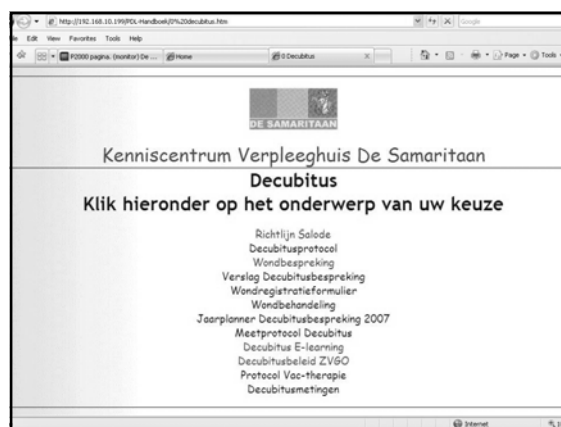 http://192.168.10.199/PDL-Handboek/0%20decubitus.htm
Google
Edit View Favorites Tools Help
P2000 pagina. (monitor) De ...
Home
0 Decubitus
Page
Tools
DE SAMARITAAN
Kenniscentrum Verpleeghuis De Samaritaan
Decubitus
Klik hieronder op het onderwerp van uw keuze
Richtlijn Salode
Decubitusprotocol
Wondbespreking
Verslag Decubitusbespreking
Wondregistratieformulier
Wondbehandeling
Jaarplanner Decubitusbespreking 2007
Meetprotocol Decubitus
Decubitus E-learning
Decubitusbeleid ZVGO
Protocol Vac-therapie
Decubitusmetingen
Internet